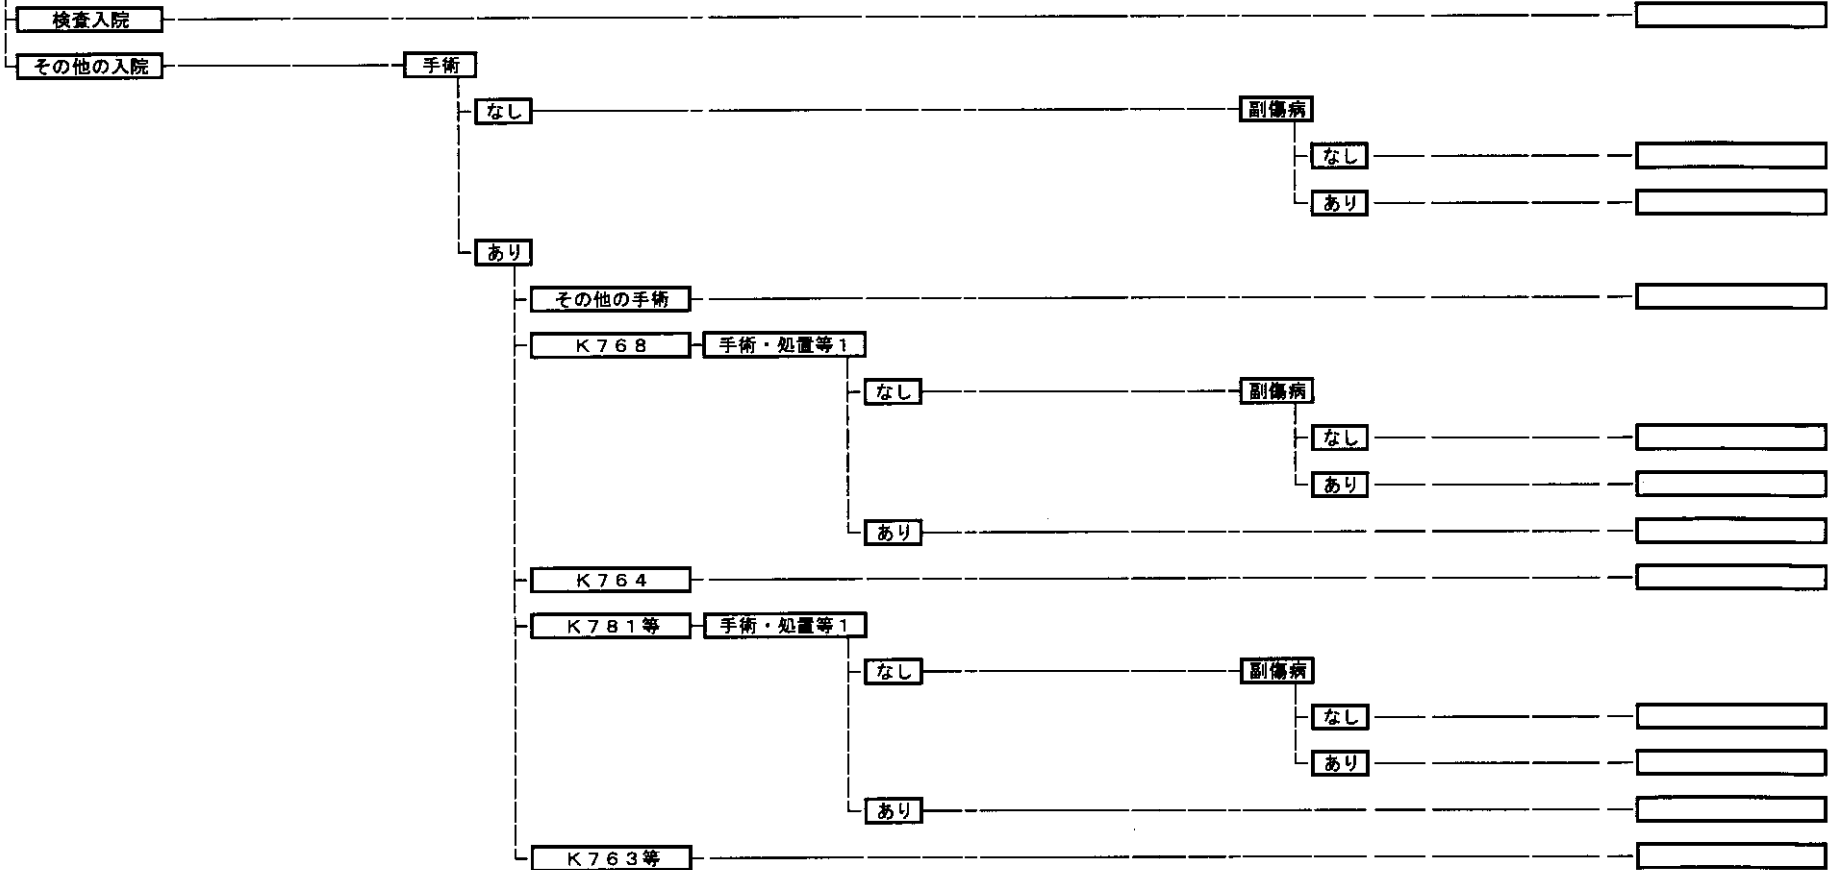 検査入院
その他の入院 手術
なし 副傷病
なし
あり
あり
その他の手術
K768 手術・処置等1
なし 副傷病
なし
あり
あり
K764
K781等 手術・処置等1
なし 副傷病
なし
あり
あり
K763等